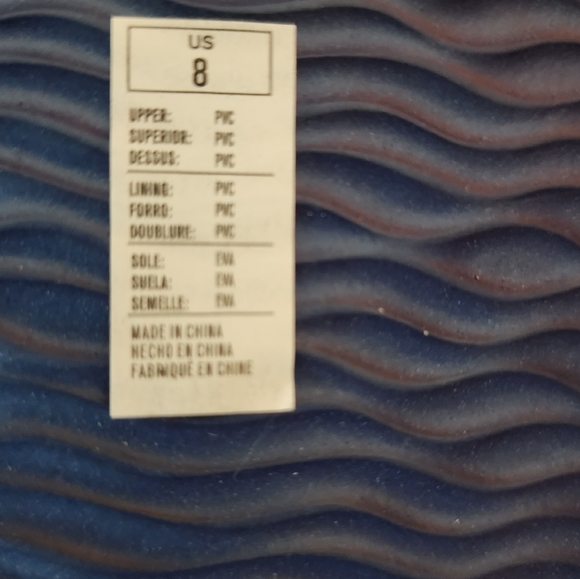 US
8
UPPER: PVC
SUPERIOR: PVC
DESSUS: PVC
LINING: PVC
FORRO: PVC
DOUBLURE: PVC
SOLE: EVA
SUELA: EVA
SEMELLE: EVA
MADE IN CHINA
HECHO EN CHINA
FABRIQUÉ EN CHINE